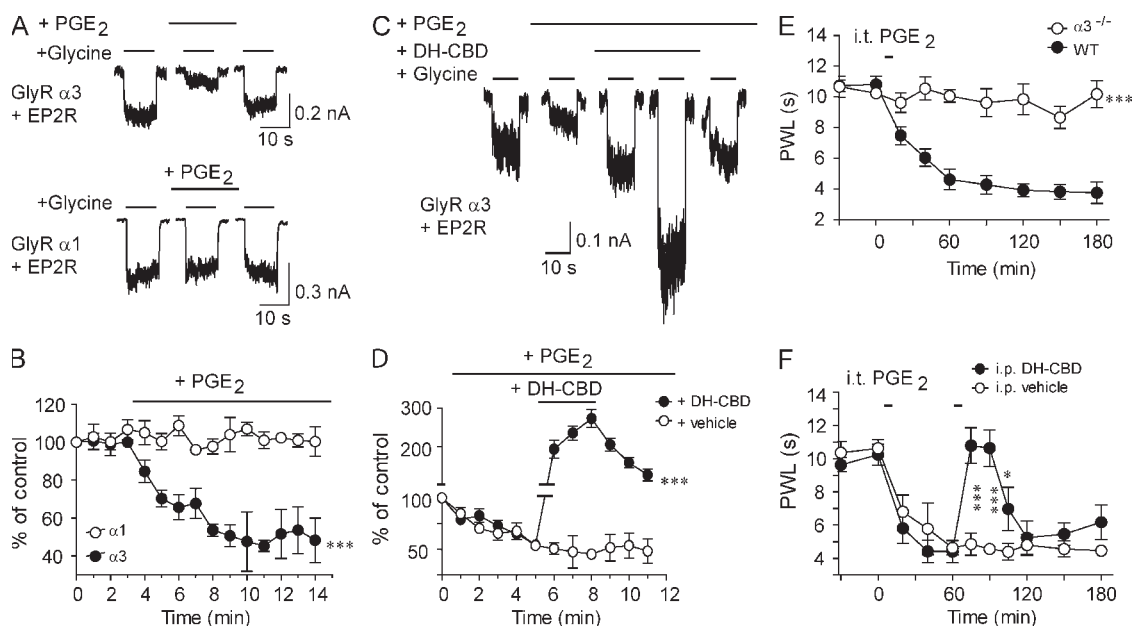 A
+ PGE2
+Glycine
GlyR α3
+ EP2R
0.2 nA
10 s
+ PGE2
+Glycine
GlyR α1
+ EP2R
0.3 nA
10 s
B
+ PGE2
% of control
120
100
80
60
40
α1
α3
***
0 2 4 6 8 10 12 14
Time (min)
C
+ PGE2
+ DH-CBD
+ Glycine
GlyR α3
+ EP2R
0.1 nA
10 s
D
+ PGE2
+ DH-CBD
+ DH-CBD
+ vehicle
% of control
300
200
100
50
***
0 2 4 6 8 10 12
Time (min)
E
i.t. PGE2
α3 -/-
WT
PWL (s)
14
12
10
8
6
4
2
***
0 60 120 180
Time (min)
F
i.t. PGE2
i.p. DH-CBD
i.p. vehicle
PWL (s)
14
12
10
8
6
4
2
***
***
*
0 60 120 180
Time (min)